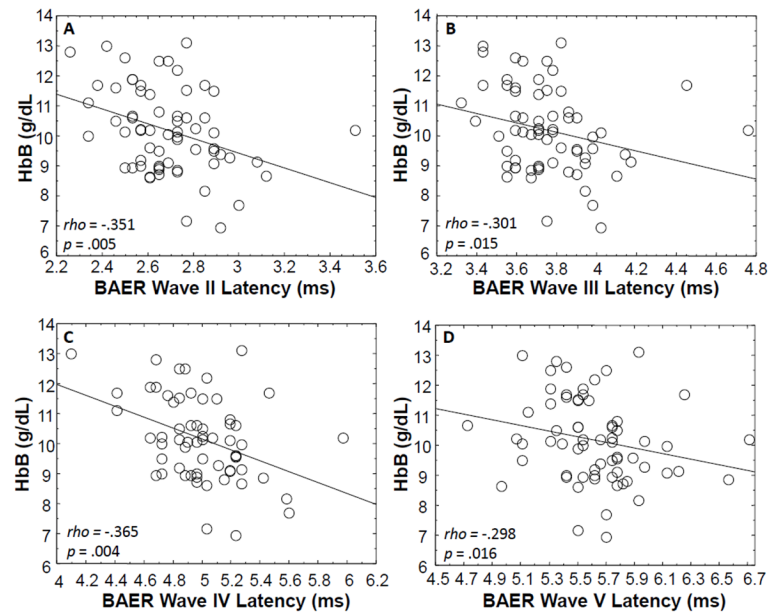 A
14
13
12
11
10
9
8
7
6
HbB (g/dL)
rho = -.351
p = .005
2.2 2.4 2.6 2.8 3 3.2 3.4 3.6
BAER Wave II Latency (ms)
B
14
13
12
11
10
9
8
7
6
HbB (g/dL)
rho = -.301
p = .015
3.2 3.4 3.6 3.8 4 4.2 4.4 4.6 4.8
BAER Wave III Latency (ms)
C
14
13
12
11
10
9
8
7
6
HbB (g/dL)
rho = -.365
p = .004
4 4.2 4.4 4.6 4.8 5 5.2 5.4 5.6 5.8 6 6.2
BAER Wave IV Latency (ms)
D
14
13
12
11
10
9
8
7
6
HbB (g/dL)
rho = -.298
p = .016
4.5 4.7 4.9 5.1 5.3 5.5 5.7 5.9 6.1 6.3 6.5 6.7
BAER Wave V Latency (ms)